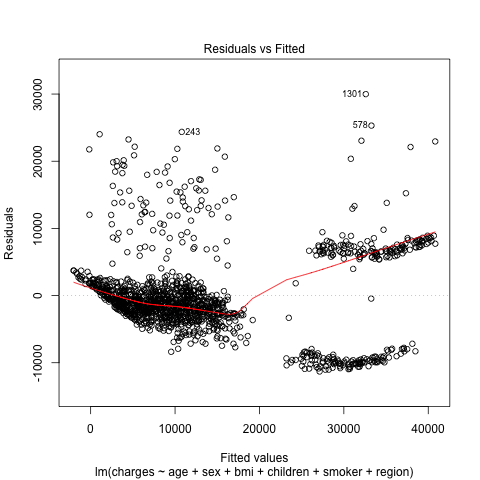 Residuals vs Fitted
30000
20000
10000
0
-10000
Residuals
1301
578
243
0 10000 20000 30000 40000
Fitted values
lm(charges ~ age + sex + bmi + children + smoker + region)